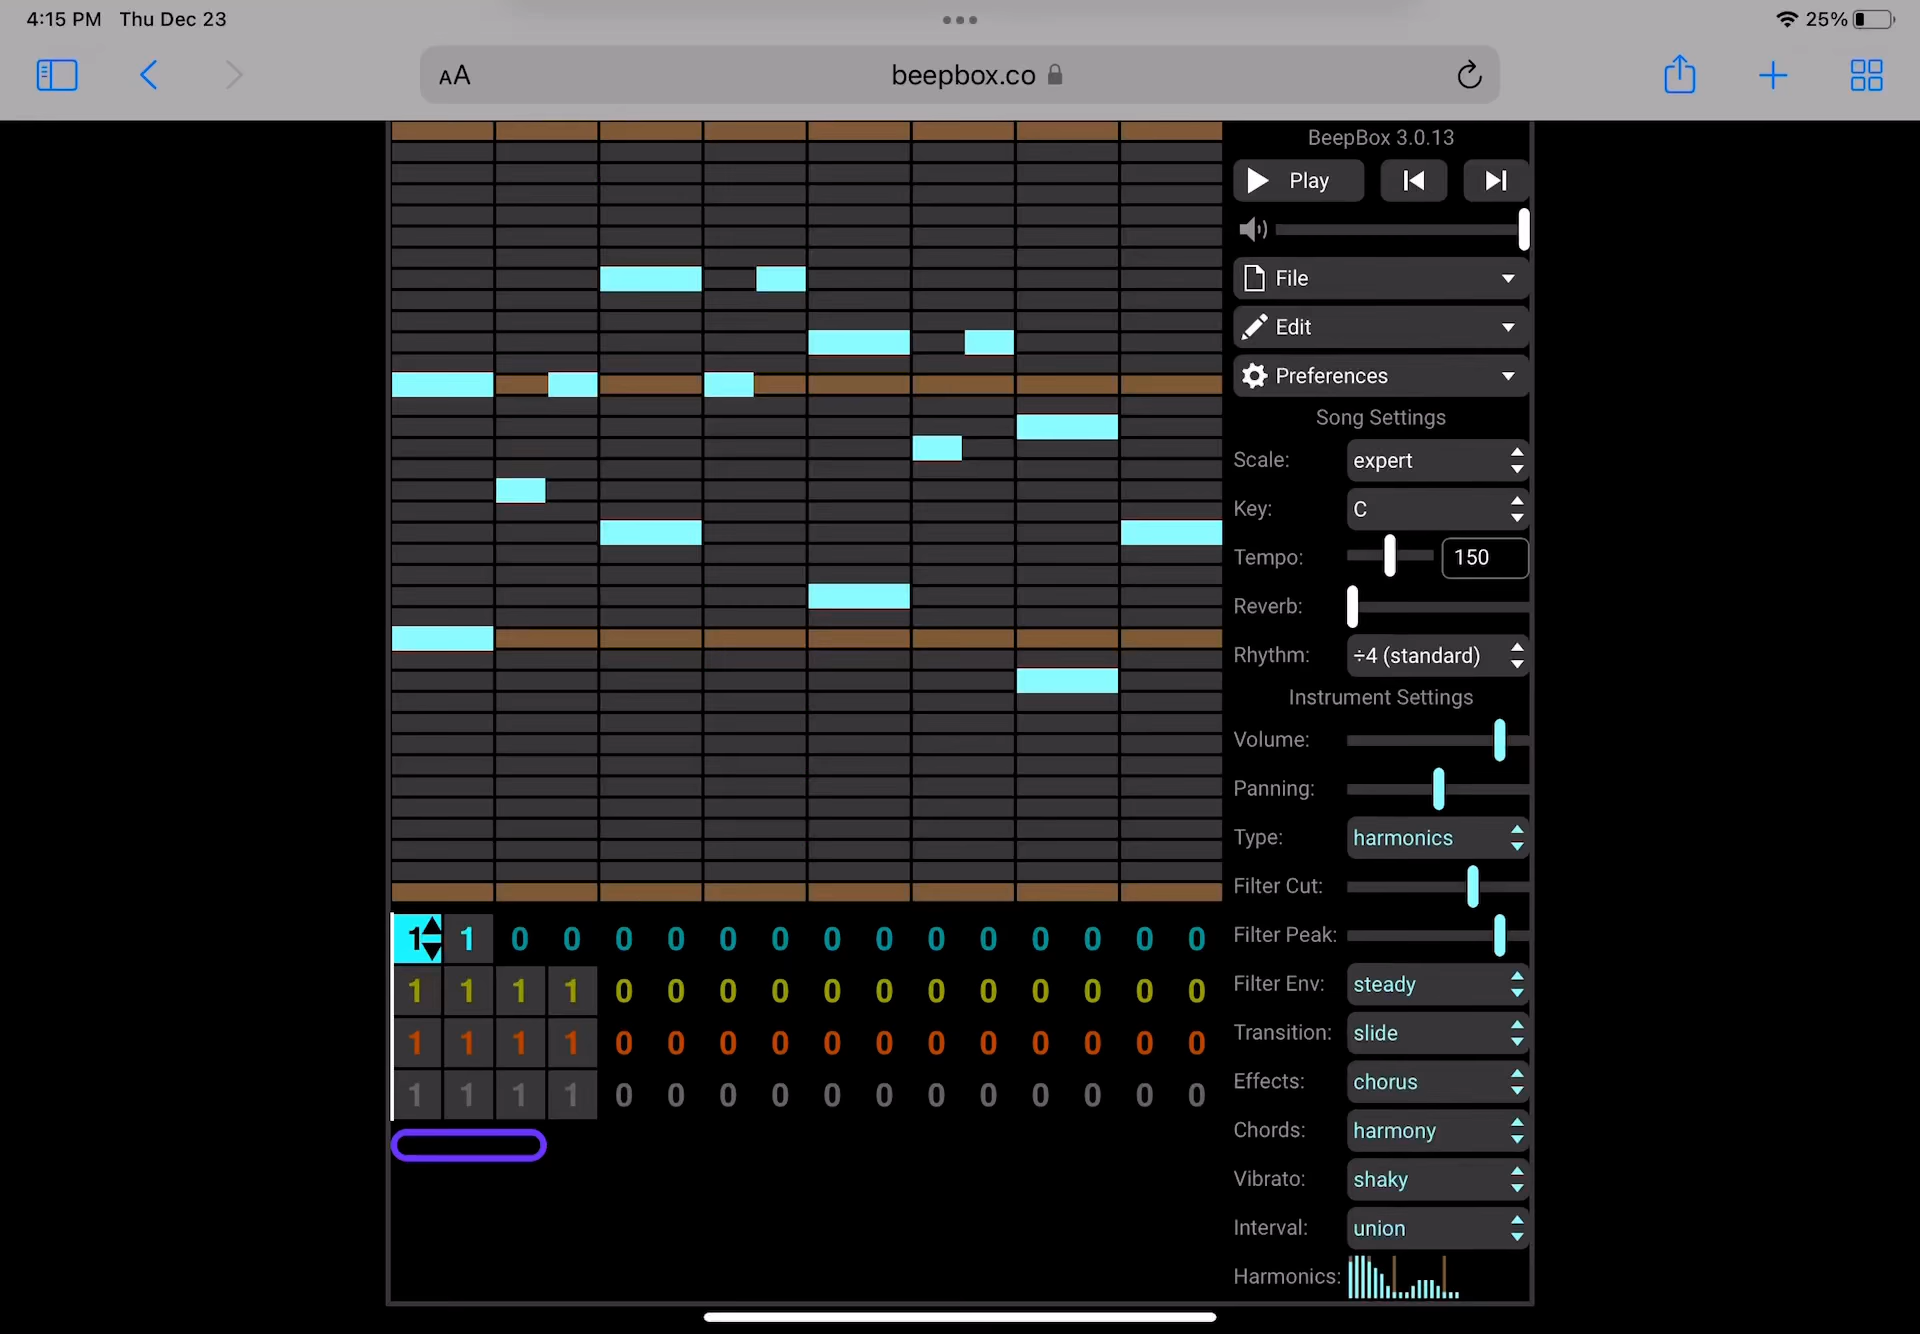 4:15 PM Thu Dec 23
25%
AA
beepbox.co
BeepBox 3.0.13
Play
File
Edit
Preferences
Song Settings
Scale: expert
Key: C
Tempo: 150
Reverb:
Rhythm: ÷4 (standard)
Instrument Settings
Volume:
Panning:
Type: harmonics
Filter Cut:
Filter Peak:
Filter Env: steady
Transition: slide
Effects: chorus
Chords: harmony
Vibrato: shaky
Interval: union
Harmonics:
1 1 0 0 0 0 0 0 0 0 0 0 0 0 0 0
1 1 1 1 0 0 0 0 0 0 0 0 0 0 0 0
1 1 1 1 0 0 0 0 0 0 0 0 0 0 0 0
1 1 1 1 0 0 0 0 0 0 0 0 0 0 0 0